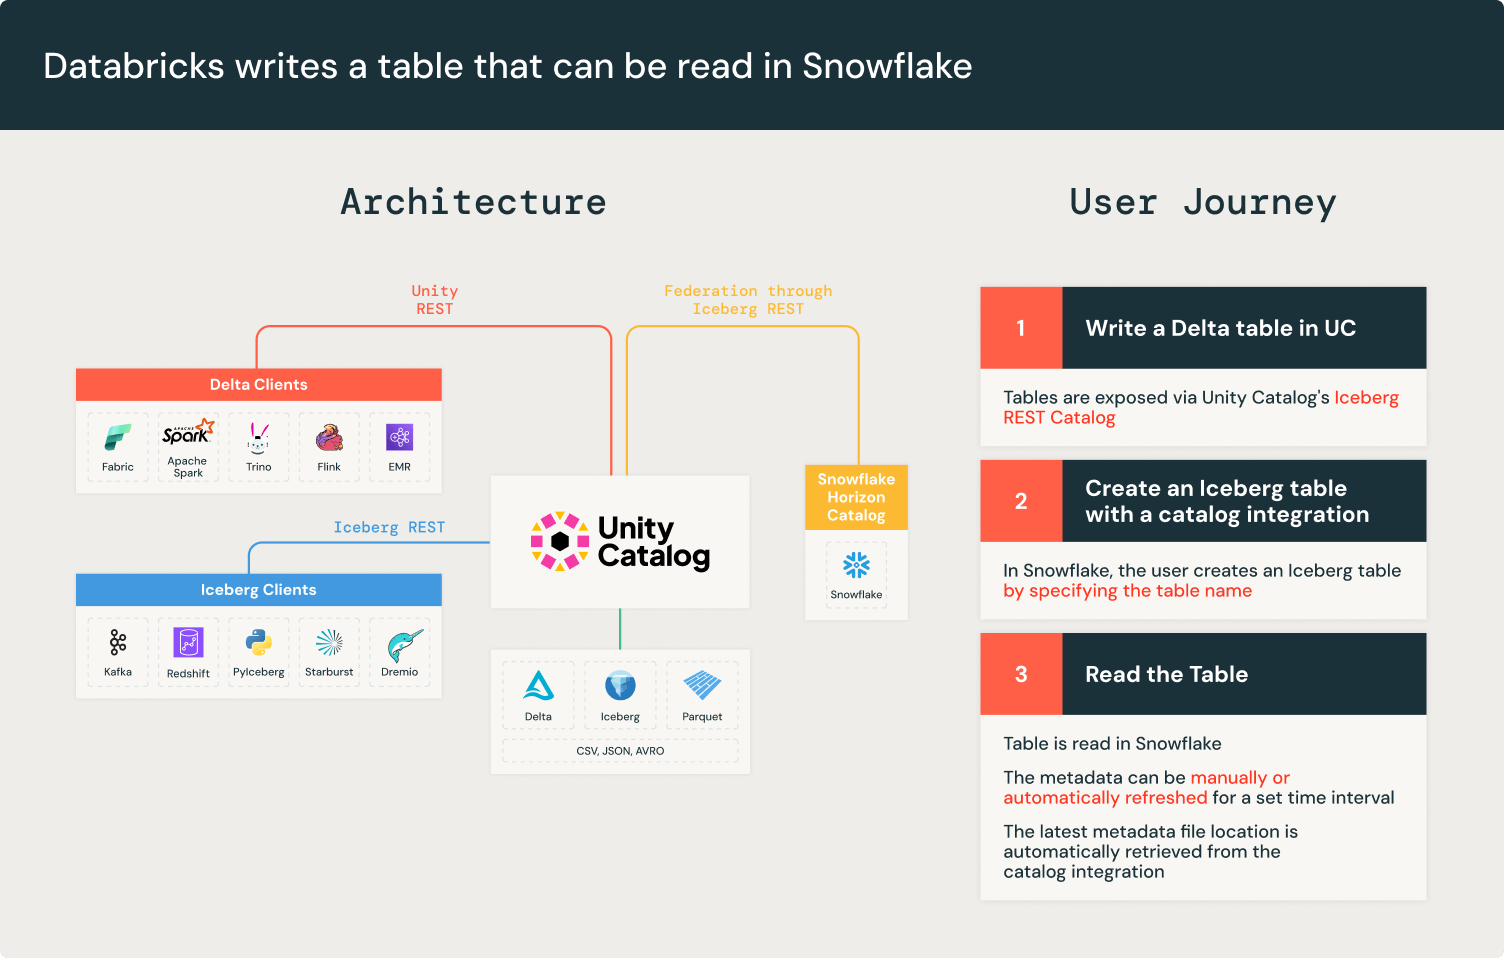 Databricks writes a table that can be read in Snowflake
Architecture
Unity
REST
Federation through
Iceberg REST
Delta Clients
Fabric
APACHE
Spark
Apache
Spark
Trino
Flink
EMR
Iceberg REST
Iceberg Clients
Kafka
Redshift
PyIceberg
Starburst
Dremio
Unity
Catalog
Snowflake
Horizon
Catalog
Snowflake
Delta
Iceberg
Parquet
CSV, JSON, AVRO
User Journey
1
Write a Delta table in UC
Tables are exposed via Unity Catalog's Iceberg
REST Catalog
2
Create an Iceberg table
with a catalog integration
In Snowflake, the user creates an Iceberg table
by specifying the table name
3
Read the Table
Table is read in Snowflake
The metadata can be manually or
automatically refreshed for a set time interval
The latest metadata file location is
automatically retrieved from the
catalog integration